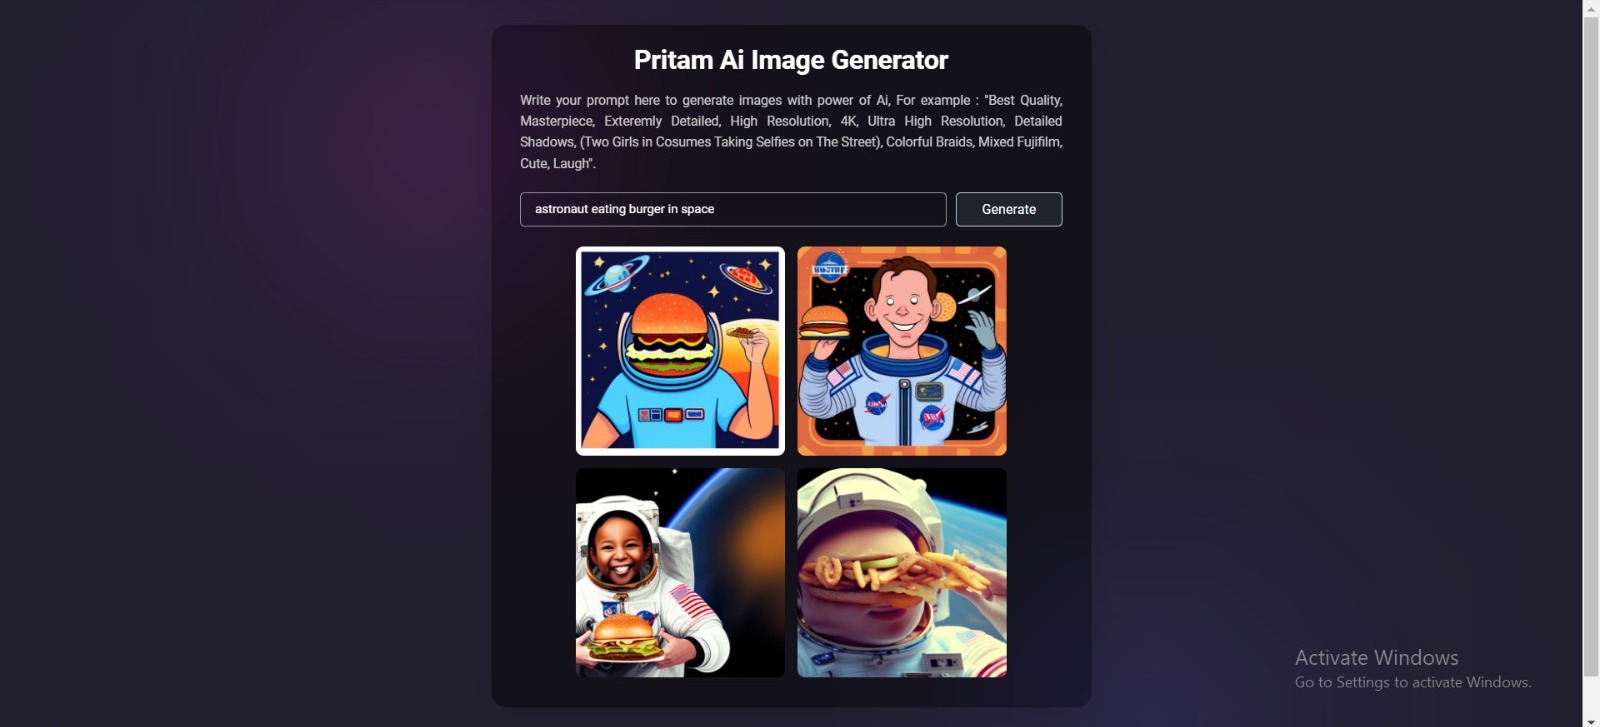 Pritam Ai Image Generator
Write your prompt here to generate images with power of Ai, For example : "Best Quality,
Masterpiece, Exteremly Detailed, High Resolution, 4K, Ultra High Resolution, Detailed
Shadows, (Two Girls in Cosumes Taking Selfies on The Street), Colorful Braids, Mixed Fujifilm,
Cute, Laugh".
astronaut eating burger in space
Generate
Activate Windows
Go to Settings to activate Windows.